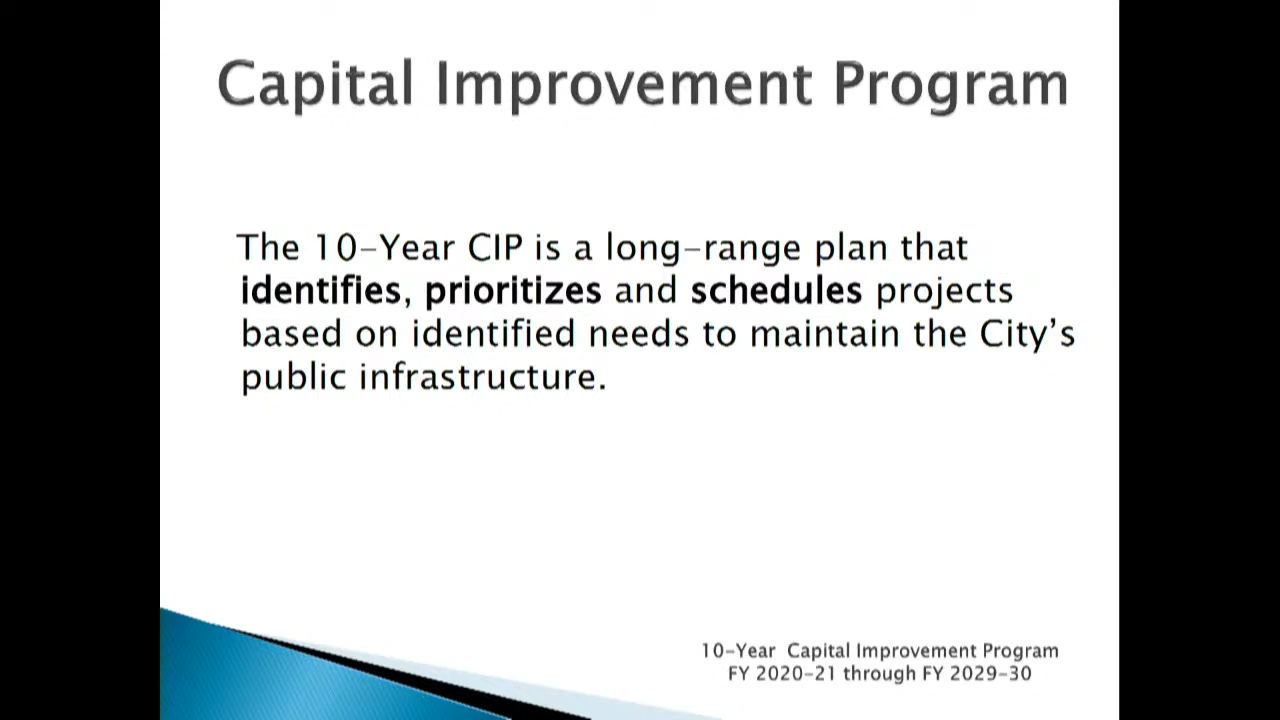 Capital Improvement Program
The 10-Year CIP is a long-range plan that
identifies, prioritizes and schedules projects
based on identified needs to maintain the City’s
public infrastructure.
10-Year Capital Improvement Program
FY 2020-21 through FY 2029-30